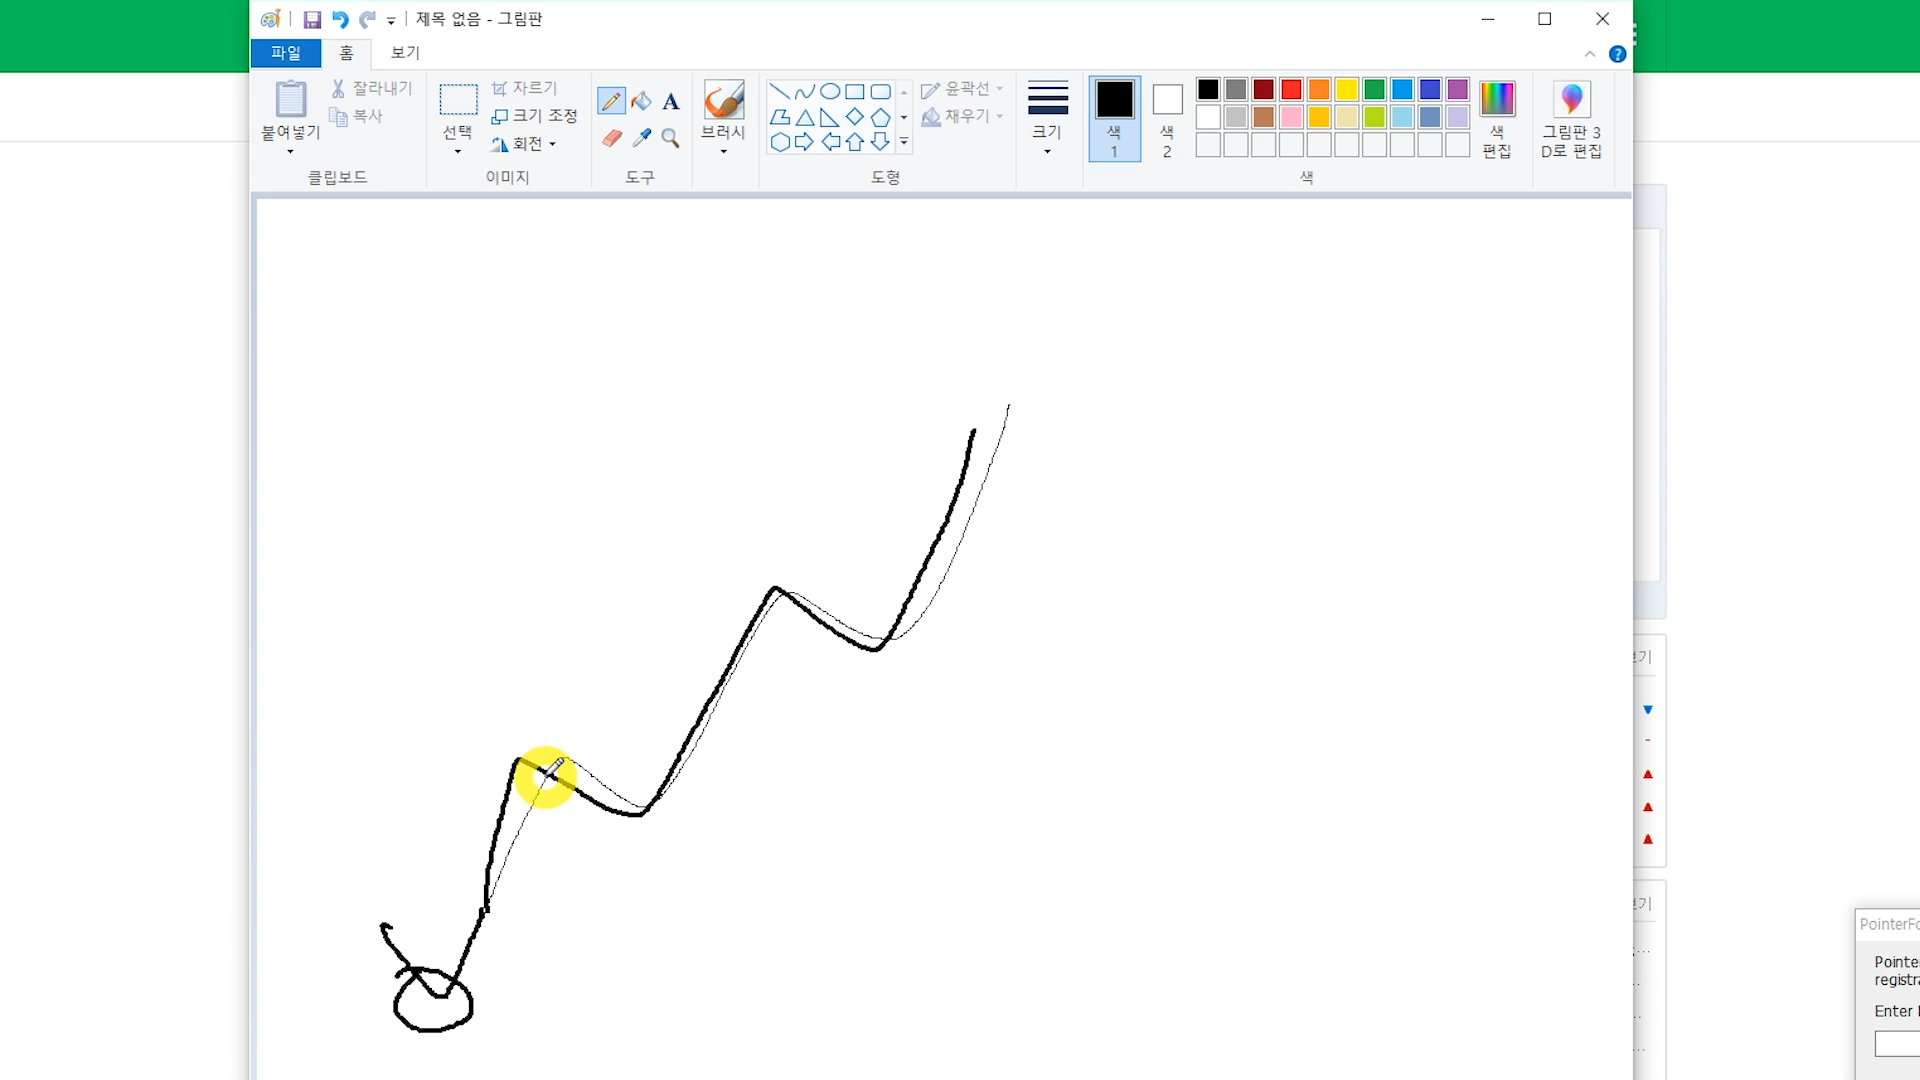 제목 없음 - 그림판
파일 홈 보기
붙여넣기
잘라내기
복사
클립보드
선택
자르기
크기 조정
회전
이미지
A
도구
브러시
윤곽선
채우기
도형
크기
색
1
색
2
색
편집
색
그림판 3
D로 편집
Enter